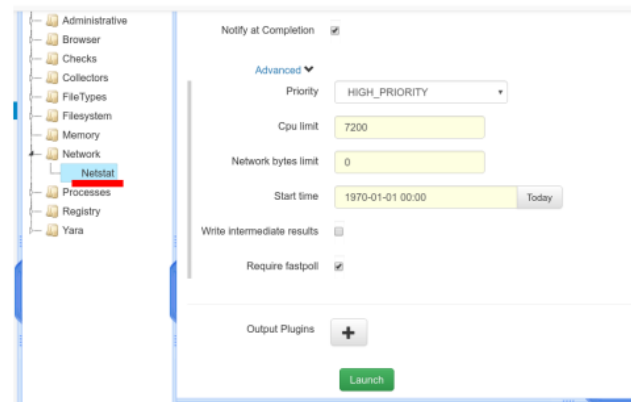 Administrative
Browser
Checks
Collectors
FileTypes
Filesystem
Memory
Network
Netstat
Processes
Registry
Yara
Notify at Completion
Advanced
Priority HIGH_PRIORITY
Cpu limit 7200
Network bytes limit 0
Start time 1970-01-01 00:00 Today
Write intermediate results
Require fastpoll
Output Plugins +
Launch